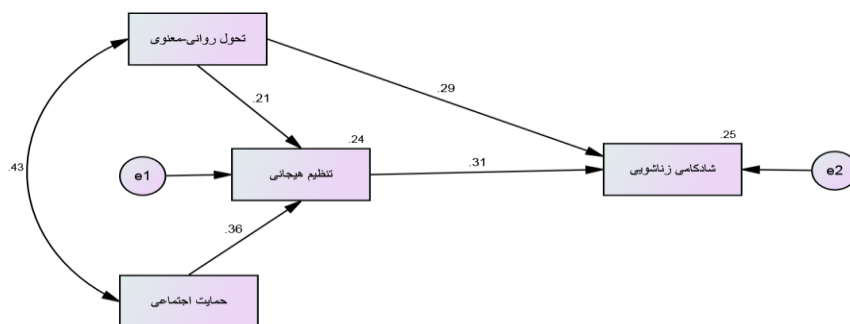 تحول روانی-معنوی
.29
.21
.43
.24
.25
e1
تنظیم هیجانی
.31
شادکامی زناشویی
e2
.36
حمایت اجتماعی